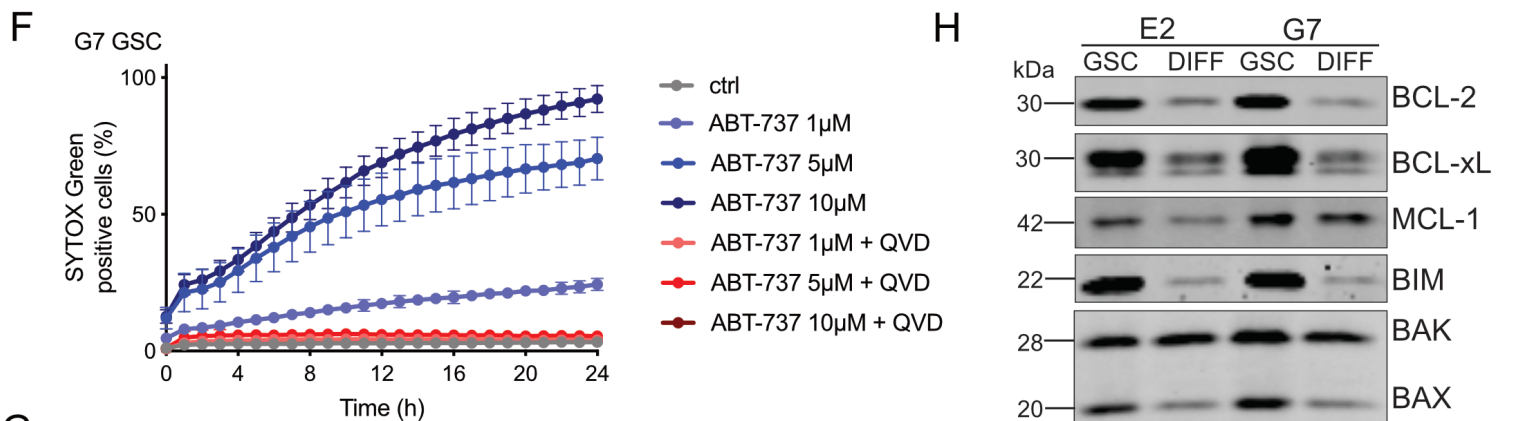 F
G7 GSC
SYTOX Green
positive cells (%)
100
50
0
0 4 8 12 16 20 24
Time (h)
ctrl
ABT-737 1µM
ABT-737 5µM
ABT-737 10µM
ABT-737 1µM + QVD
ABT-737 5µM + QVD
ABT-737 10µM + QVD
H
E2 G7
kDa GSC DIFF GSC DIFF
30 BCL-2
30 BCL-xL
42 MCL-1
22 BIM
28 BAK
20 BAX